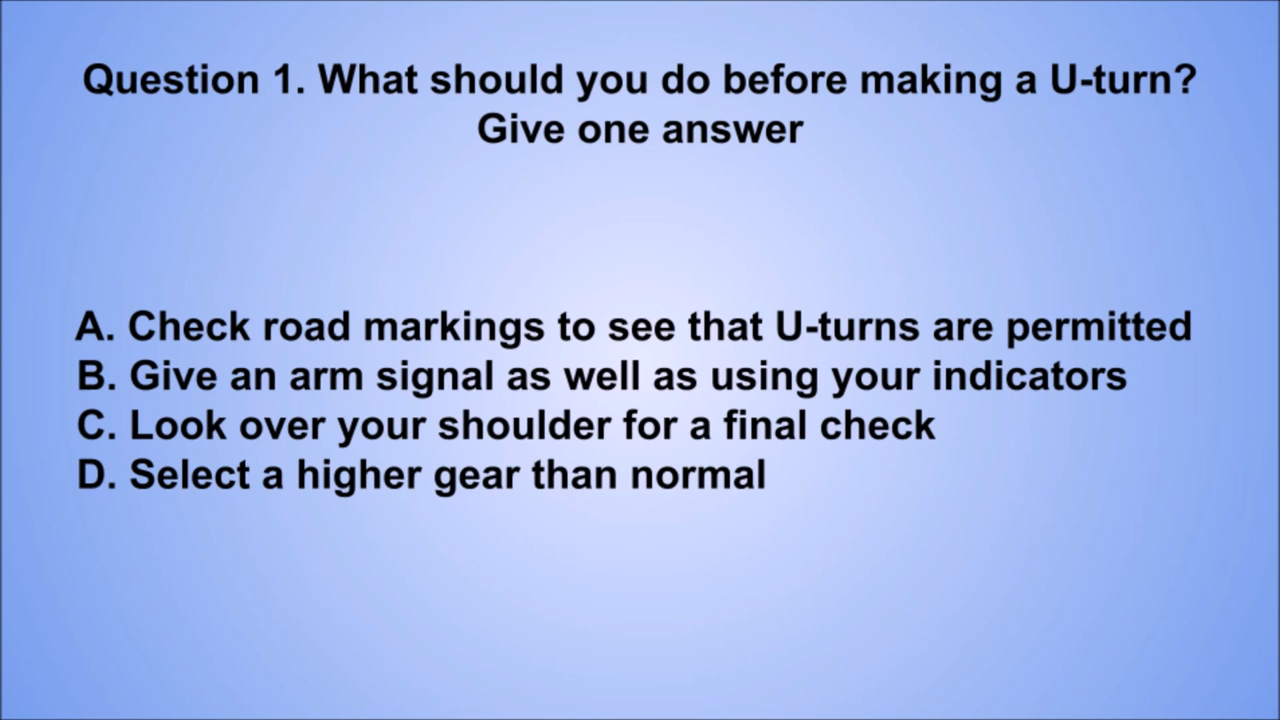 Question 1. What should you do before making a U-turn?
Give one answer
A. Check road markings to see that U-turns are permitted
B. Give an arm signal as well as using your indicators
C. Look over your shoulder for a final check
D. Select a higher gear than normal